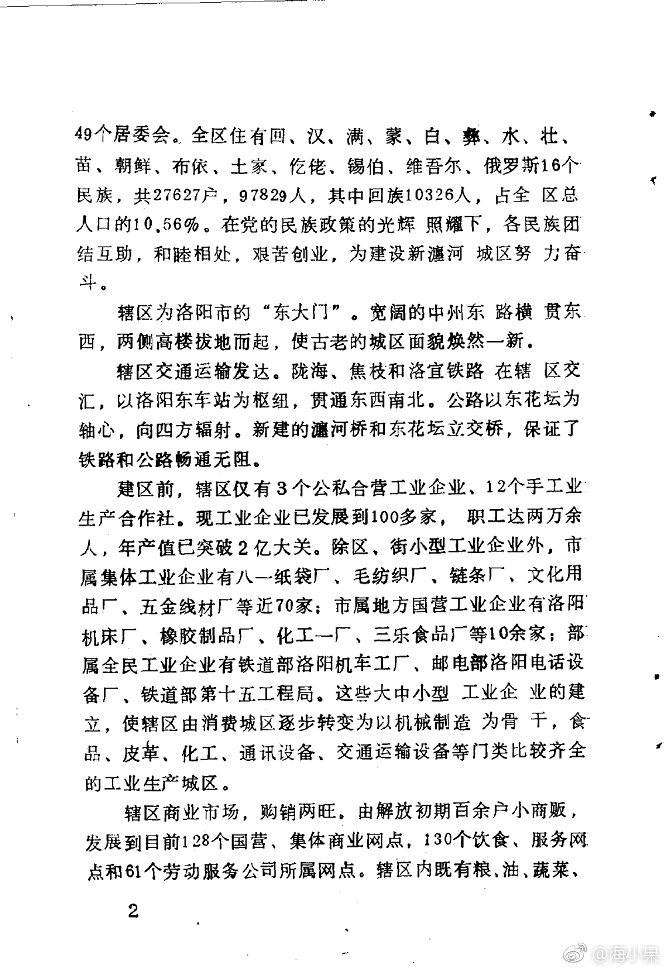 49个居委会。全区住有回、汉、满、蒙、白、彝、水、壮、
苗、朝鲜、布依、土家、仡佬、锡伯、维吾尔、俄罗斯16个
民族，共27627户，97829人，其中回族10326人，占全 区总
人口的10.56%。在党的民族政策的光辉 照耀下，各民族团
结互助，和睦相处，艰苦创业，为建设新瀍河 城区努 力奋
斗。
辖区为洛阳市的“东大门”。宽阔的中州东 路横 贯东
西，两侧高楼拔地而起，使古老的城区面貌焕然一新。
辖区交通运输发达。陇海、焦枝和洛宜铁路 在辖 区交
汇，以洛阳东车站为枢纽，贯通东西南北。公路以东花坛为
轴心，向四方辐射。新建的瀍河桥和东花坛立交桥，保证了
铁路和公路畅通无阻。
建区前，辖区仅有3个公私合营工业企业、12个手工业
生产合作社。现工业企业已发展到100多家， 职工达两万余
人，年产值已突破2亿大关。除区、街小型工业企业外，市
属集体工业企业有八一纸袋厂、毛纺织厂、链条厂、文化用
品厂、五金线材厂等近70家；市属地方国营工业企业有洛阳
机床厂、橡胶制品厂、化工一厂、三乐食品厂等10余家；部
属全民工业企业有铁道部洛阳机车工厂、邮电部洛阳电话设
备厂、铁道部第十五工程局。这些大中小型 工业企 业的建
立，使辖区由消费城区逐步转变为以机械制造 为骨 干，食
品、皮革、化工、通讯设备、交通运输设备等门类比较齐全
的工业生产城区。
辖区商业市场，购销两旺。由解放初期百余户小商贩，
发展到目前128个国营、集体商业网点，130个饮食、服务网
点和61个劳动服务公司所属网点。辖区内既有粮、油、蔬菜、
2
@海小杲